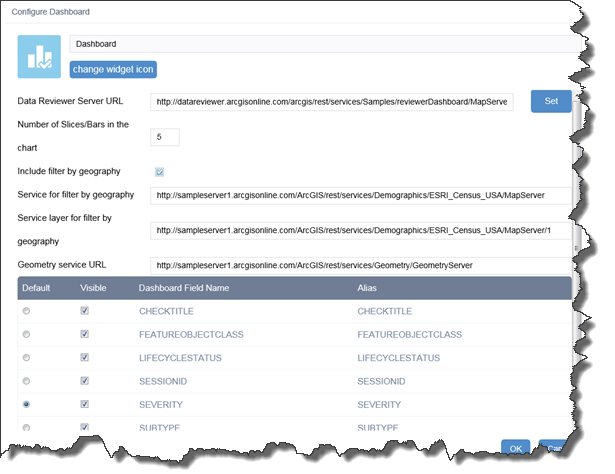 Configure Dashboard
Dashboard
change widget icon
Data Reviewer Server URL
http://datareviewer.arcgisonline.com/arcgis/rest/services/Samples/reviewerDashboard/MapServe
Set
Number of Slices/Bars in the
chart
5
Include filter by geography
Service for filter by geography
http://sampleserver1.arcgisonline.com/ArcGIS/rest/services/Demographics/ESRI_Census_USA/MapServer
Service layer for filter by
geography
http://sampleserver1.arcgisonline.com/ArcGIS/rest/services/Demographics/ESRI_Census_USA/MapServer/1
Geometry service URL
http://sampleserver1.arcgisonline.com/ArcGIS/rest/services/Geometry/GeometryServer
Default Visible Dashboard Field Name Alias
CHECKTITLE CHECKTITLE
FEATUREOBJECTCLASS FEATUREOBJECTCLASS
LIFECYCLESTATUS LIFECYCLESTATUS
SESSIONID SESSIONID
SEVERITY SEVERITY
SUBTYPE SUBTYPE
OK